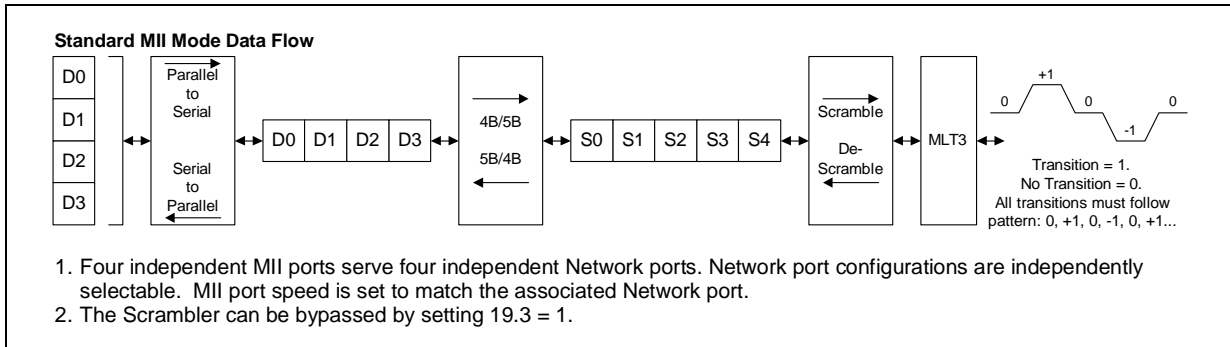 Standard MII Mode Data Flow
D0
D1
D2
D3
Parallel
to
Serial
Serial
to
Parallel
D0 D1 D2 D3
4B/5B
5B/4B
S0 S1 S2 S3 S4
Scramble
De-
Scramble
MLT3
0
+1
0
-1
0
Transition = 1.
No Transition = 0.
All transitions must follow
pattern: 0, +1, 0, -1, 0, +1...
1. Four independent MII ports serve four independent Network ports. Network port configurations are independently
selectable. MII port speed is set to match the associated Network port.
2. The Scrambler can be bypassed by setting 19.3 = 1.